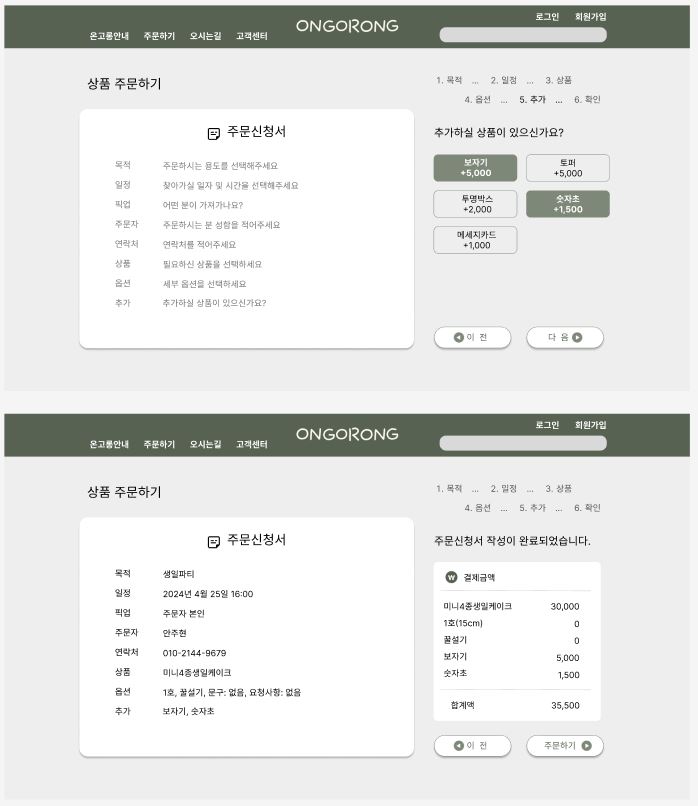 로그인 회원가입
ONGORONG
온고롱안내 주문하기 오시는길 고객센터
상품 주문하기
1. 목적 ... 2. 일정 ... 3. 상품
4. 옵션 ... 5. 추가 ... 6. 확인
주문신청서
목적 주문하시는 용도를 선택해주세요
일정 찾아가실 일자 및 시간을 선택해주세요
픽업 어떤 분이 가져가나요?
주문자 주문하시는 분 성함을 적어주세요
연락처 연락처를 적어주세요
상품 필요하신 상품을 선택하세요
옵션 세부 옵션을 선택하세요
추가 추가하실 상품이 있으신가요?
추가하실 상품이 있으신가요?
보자기
+5,000
토퍼
+5,000
투명박스
+2,000
숫자초
+1,500
메세지카드
+1,000
이 전
다 음
로그인 회원가입
ONGORONG
온고롱안내 주문하기 오시는길 고객센터
상품 주문하기
1. 목적 ... 2. 일정 ... 3. 상품
4. 옵션 ... 5. 추가 ... 6. 확인
주문신청서
목적 생일파티
일정 2024년 4월 25일 16:00
픽업 주문자 본인
주문자 안주현
연락처 010-2144-9679
상품 미니4종생일케이크
옵션 1호, 꿀설기, 문구: 없음, 요청사항: 없음
추가 보자기, 숫자초
주문신청서 작성이 완료되었습니다.
W 결제금액
미니4종생일케이크 30,000
1호(15cm) 0
꿀설기 0
보자기 5,000
숫자초 1,500
합계액 35,500
이 전
주문하기